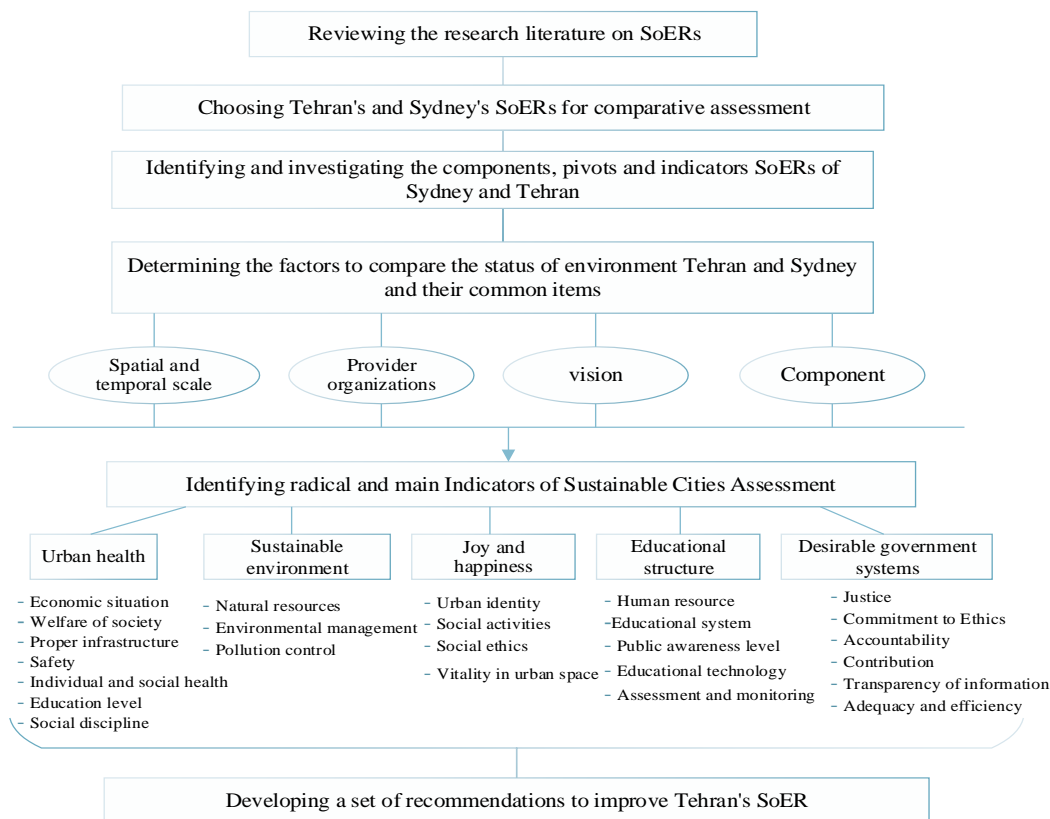 Reviewing the research literature on SoERs
Choosing Tehran's and Sydney's SoERs for comparative assessment
Identifying and investigating the components, pivots and indicators SoERs of
Sydney and Tehran
Determining the factors to compare the status of environment Tehran and Sydney
and their common items
Spatial and
temporal scale
Provider
organizations
vision
Component
Identifying radical and main Indicators of Sustainable Cities Assessment
Urban health
- Economic situation
- Welfare of society
- Proper infrastructure
- Safety
- Individual and social health
- Education level
- Social discipline
Sustainable
environment
- Natural resources
- Environmental management
- Pollution control
Joy and
happiness
- Urban identity
- Social activities
- Social ethics
- Vitality in urban space
Educational
structure
- Human resource
-Educational system
- Public awareness level
- Educational technology
- Assessment and monitoring
Desirable government
systems
- Justice
- Commitment to Ethics
- Accountability
- Contribution
- Transparency of information
- Adequacy and efficiency
Developing a set of recommendations to improve Tehran's SoER